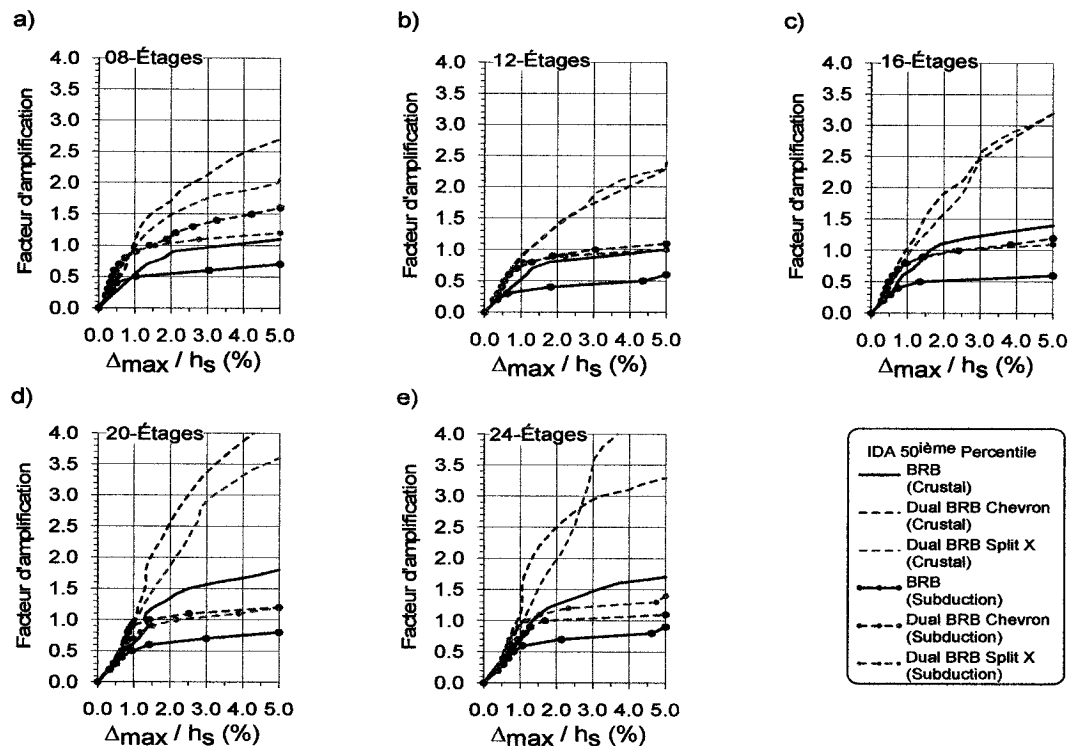 a)
08-Étages
4.0
3.5
3.0
2.5
2.0
1.5
1.0
0.5
0.0
Facteur d'amplification
0.0 1.0 2.0 3.0 4.0 5.0
Δmax / hs (%)
b)
12-Étages
4.0
3.5
3.0
2.5
2.0
1.5
1.0
0.5
0.0
Facteur d'amplification
0.0 1.0 2.0 3.0 4.0 5.0
Δmax / hs (%)
c)
16-Étages
4.0
3.5
3.0
2.5
2.0
1.5
1.0
0.5
0.0
Facteur d'amplification
0.0 1.0 2.0 3.0 4.0 5.0
Δmax / hs (%)
d)
20-Étages
4.0
3.5
3.0
2.5
2.0
1.5
1.0
0.5
0.0
Facteur d'amplification
0.0 1.0 2.0 3.0 4.0 5.0
Δmax / hs (%)
e)
24-Étages
4.0
3.5
3.0
2.5
2.0
1.5
1.0
0.5
0.0
Facteur d'amplification
0.0 1.0 2.0 3.0 4.0 5.0
Δmax / hs (%)
IDA 50ième Percentile
BRB
(Crustal)
Dual BRB Chevron
(Crustal)
Dual BRB Split X
(Crustal)
BRB
(Subduction)
Dual BRB Chevron
(Subduction)
Dual BRB Split X
(Subduction)